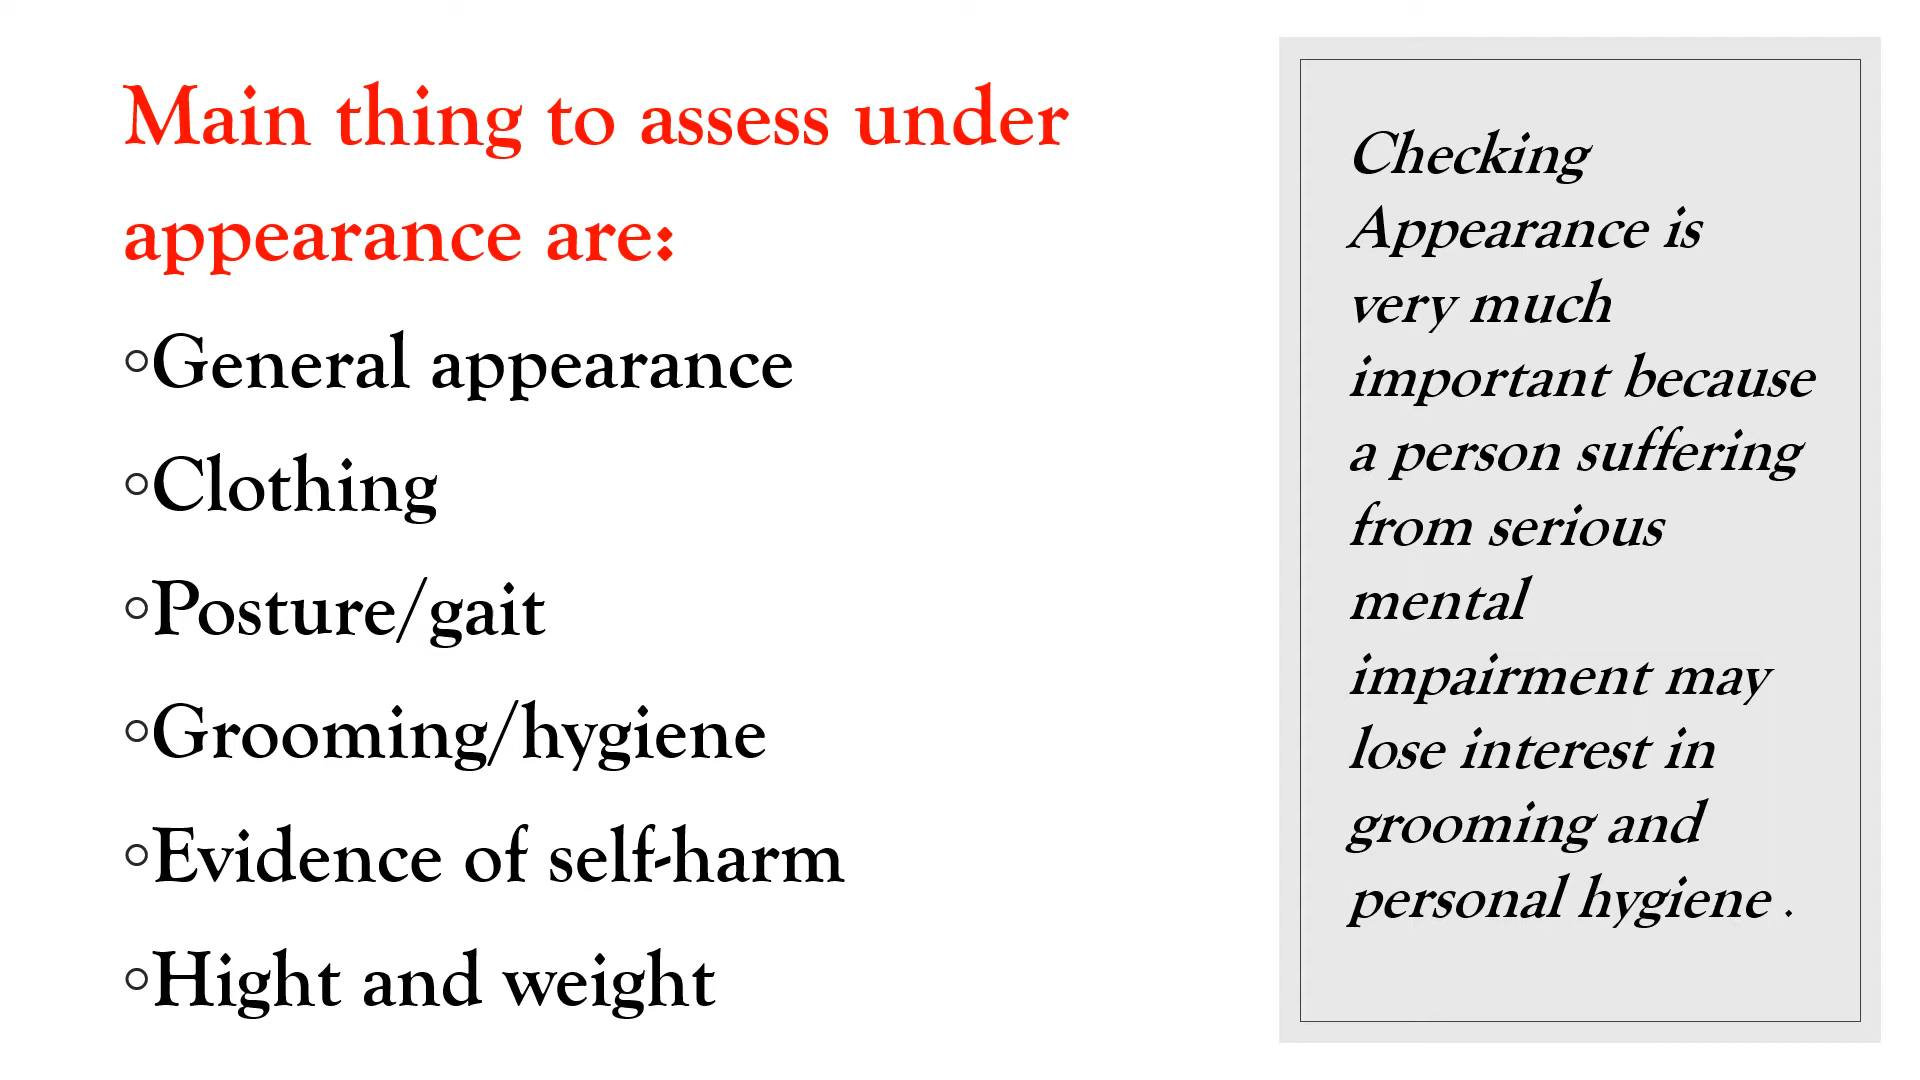 Main thing to assess under
appearance are:
◦General appearance
◦Clothing
◦Posture/gait
◦Grooming/hygiene
◦Evidence of self-harm
◦Hight and weight
Checking
Appearance is
very much
important because
a person suffering
from serious
mental
impairment may
lose interest in
grooming and
personal hygiene .